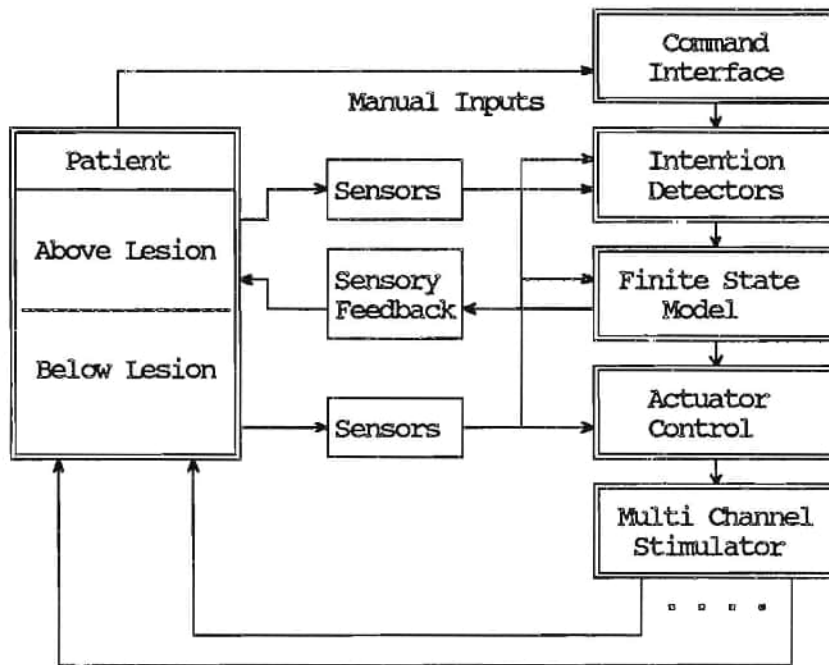 Command
Interface
Manual Inputs
Patient
Sensors
Intention
Detectors
Above Lesion
Sensory
Feedback
Finite State
Model
Below Lesion
Sensors
Actuator
Control
Multi Channel
Stimulator